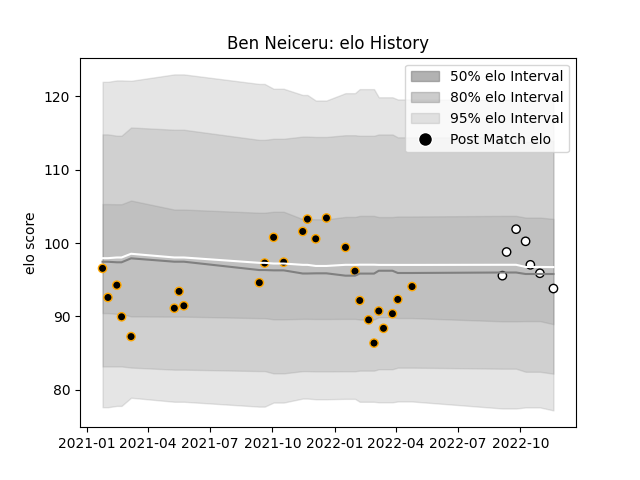 Ben Neiceru: elo History
50% elo Interval
80% elo Interval
95% elo Interval
Post Match elo
elo score
120
110
100
90
80
2021-01 2021-04 2021-07 2021-10 2022-01 2022-04 2022-07 2022-10